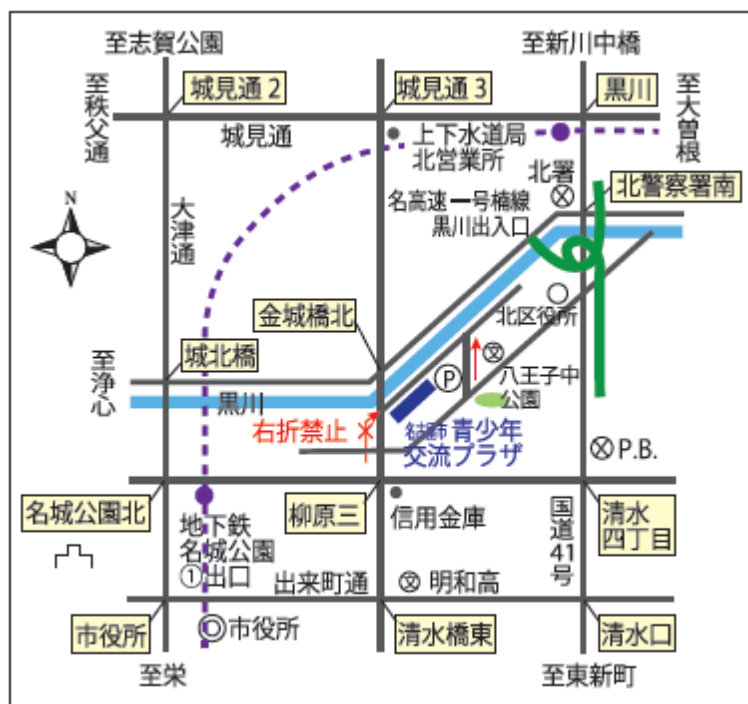 至志賀公園
至新川中橋
至秩父通
城見通2
城見通3
黒川
至大曽根
城見通
上下水道局
北営業所
北署
北警察署南
N
大津通
名高速一号楠線
黒川出入口
金城橋北
北区役所
至浄心
城北橋
P
文
八王子中
公園
黒川
右折禁止
名古屋市 青少年
交流プラザ
P.B.
名城公園北
柳原三
信用金庫
国道41号
清水
四丁目
地下鉄
名城公園
①出口
出来町通
文 明和高
市役所
市役所
清水橋東
清水口
至栄
至東新町